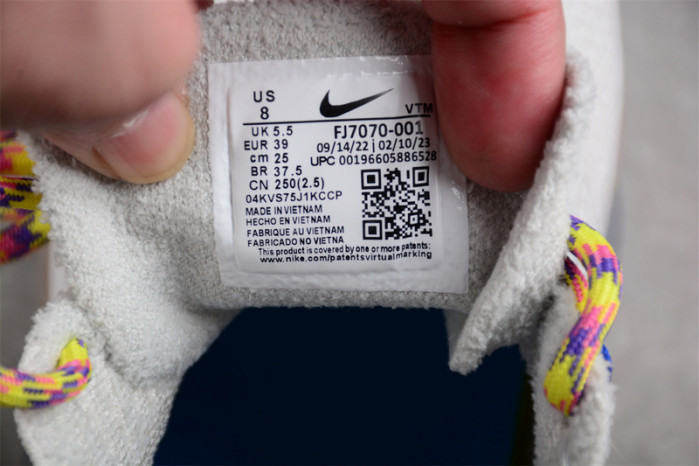 US
8
VTM
UK 5.5
FJ7070-001
EUR 39
09/14/22 | 02/10/23
cm 25
UPC 00196605886528
BR 37.5
CN 250(2.5)
04KVS75J1KCCP
MADE IN VIETNAM
HECHO EN VIETNAM
FABRIQUE AU VIETNAM
FABRICADO NO VIETNA
This product is covered by one or more patents:
www.nike.com/patentsvirtualmarking